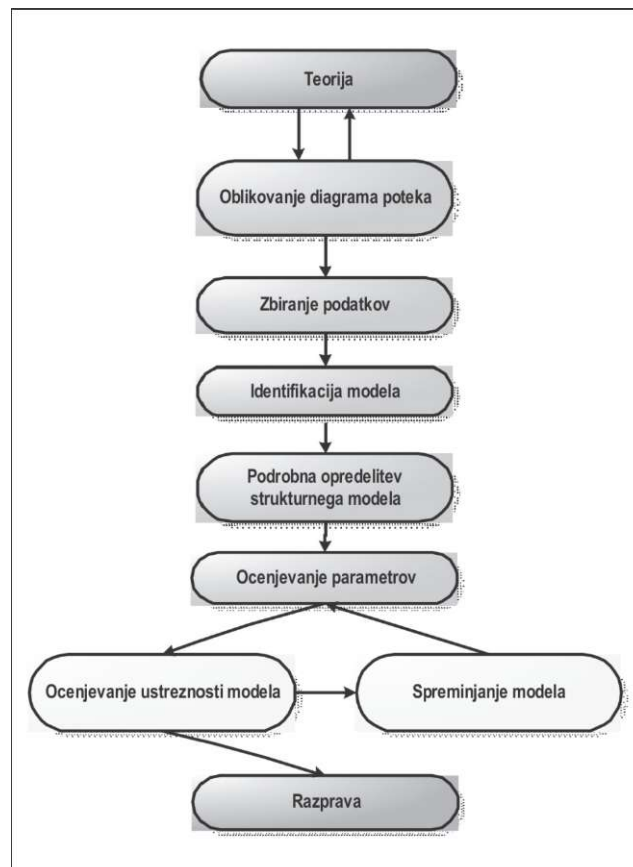 Teorija
Oblikovanje diagrama poteka
Zbiranje podatkov
Identifikacija modela
Podrobna opredelitev
strukturnega modela
Ocenjevanje parametrov
Ocenjevanje ustreznosti modela
Spreminjanje modela
Razprava